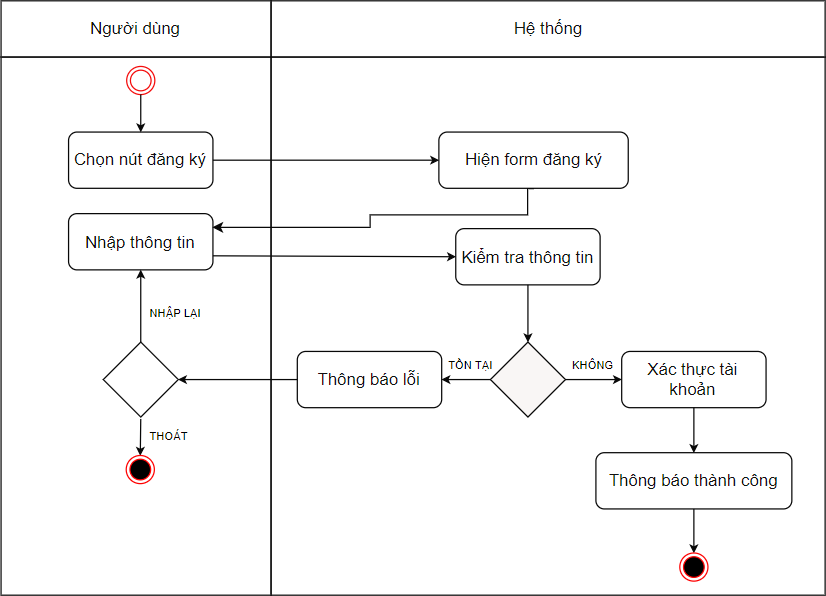 Người dùng
Hệ thống
Chọn nút đăng ký
Hiện form đăng ký
Nhập thông tin
Kiểm tra thông tin
NHẬP LẠI
Thông báo lỗi
TỒN TẠI
KHÔNG
Xác thực tài
khoản
THOÁT
Thông báo thành công